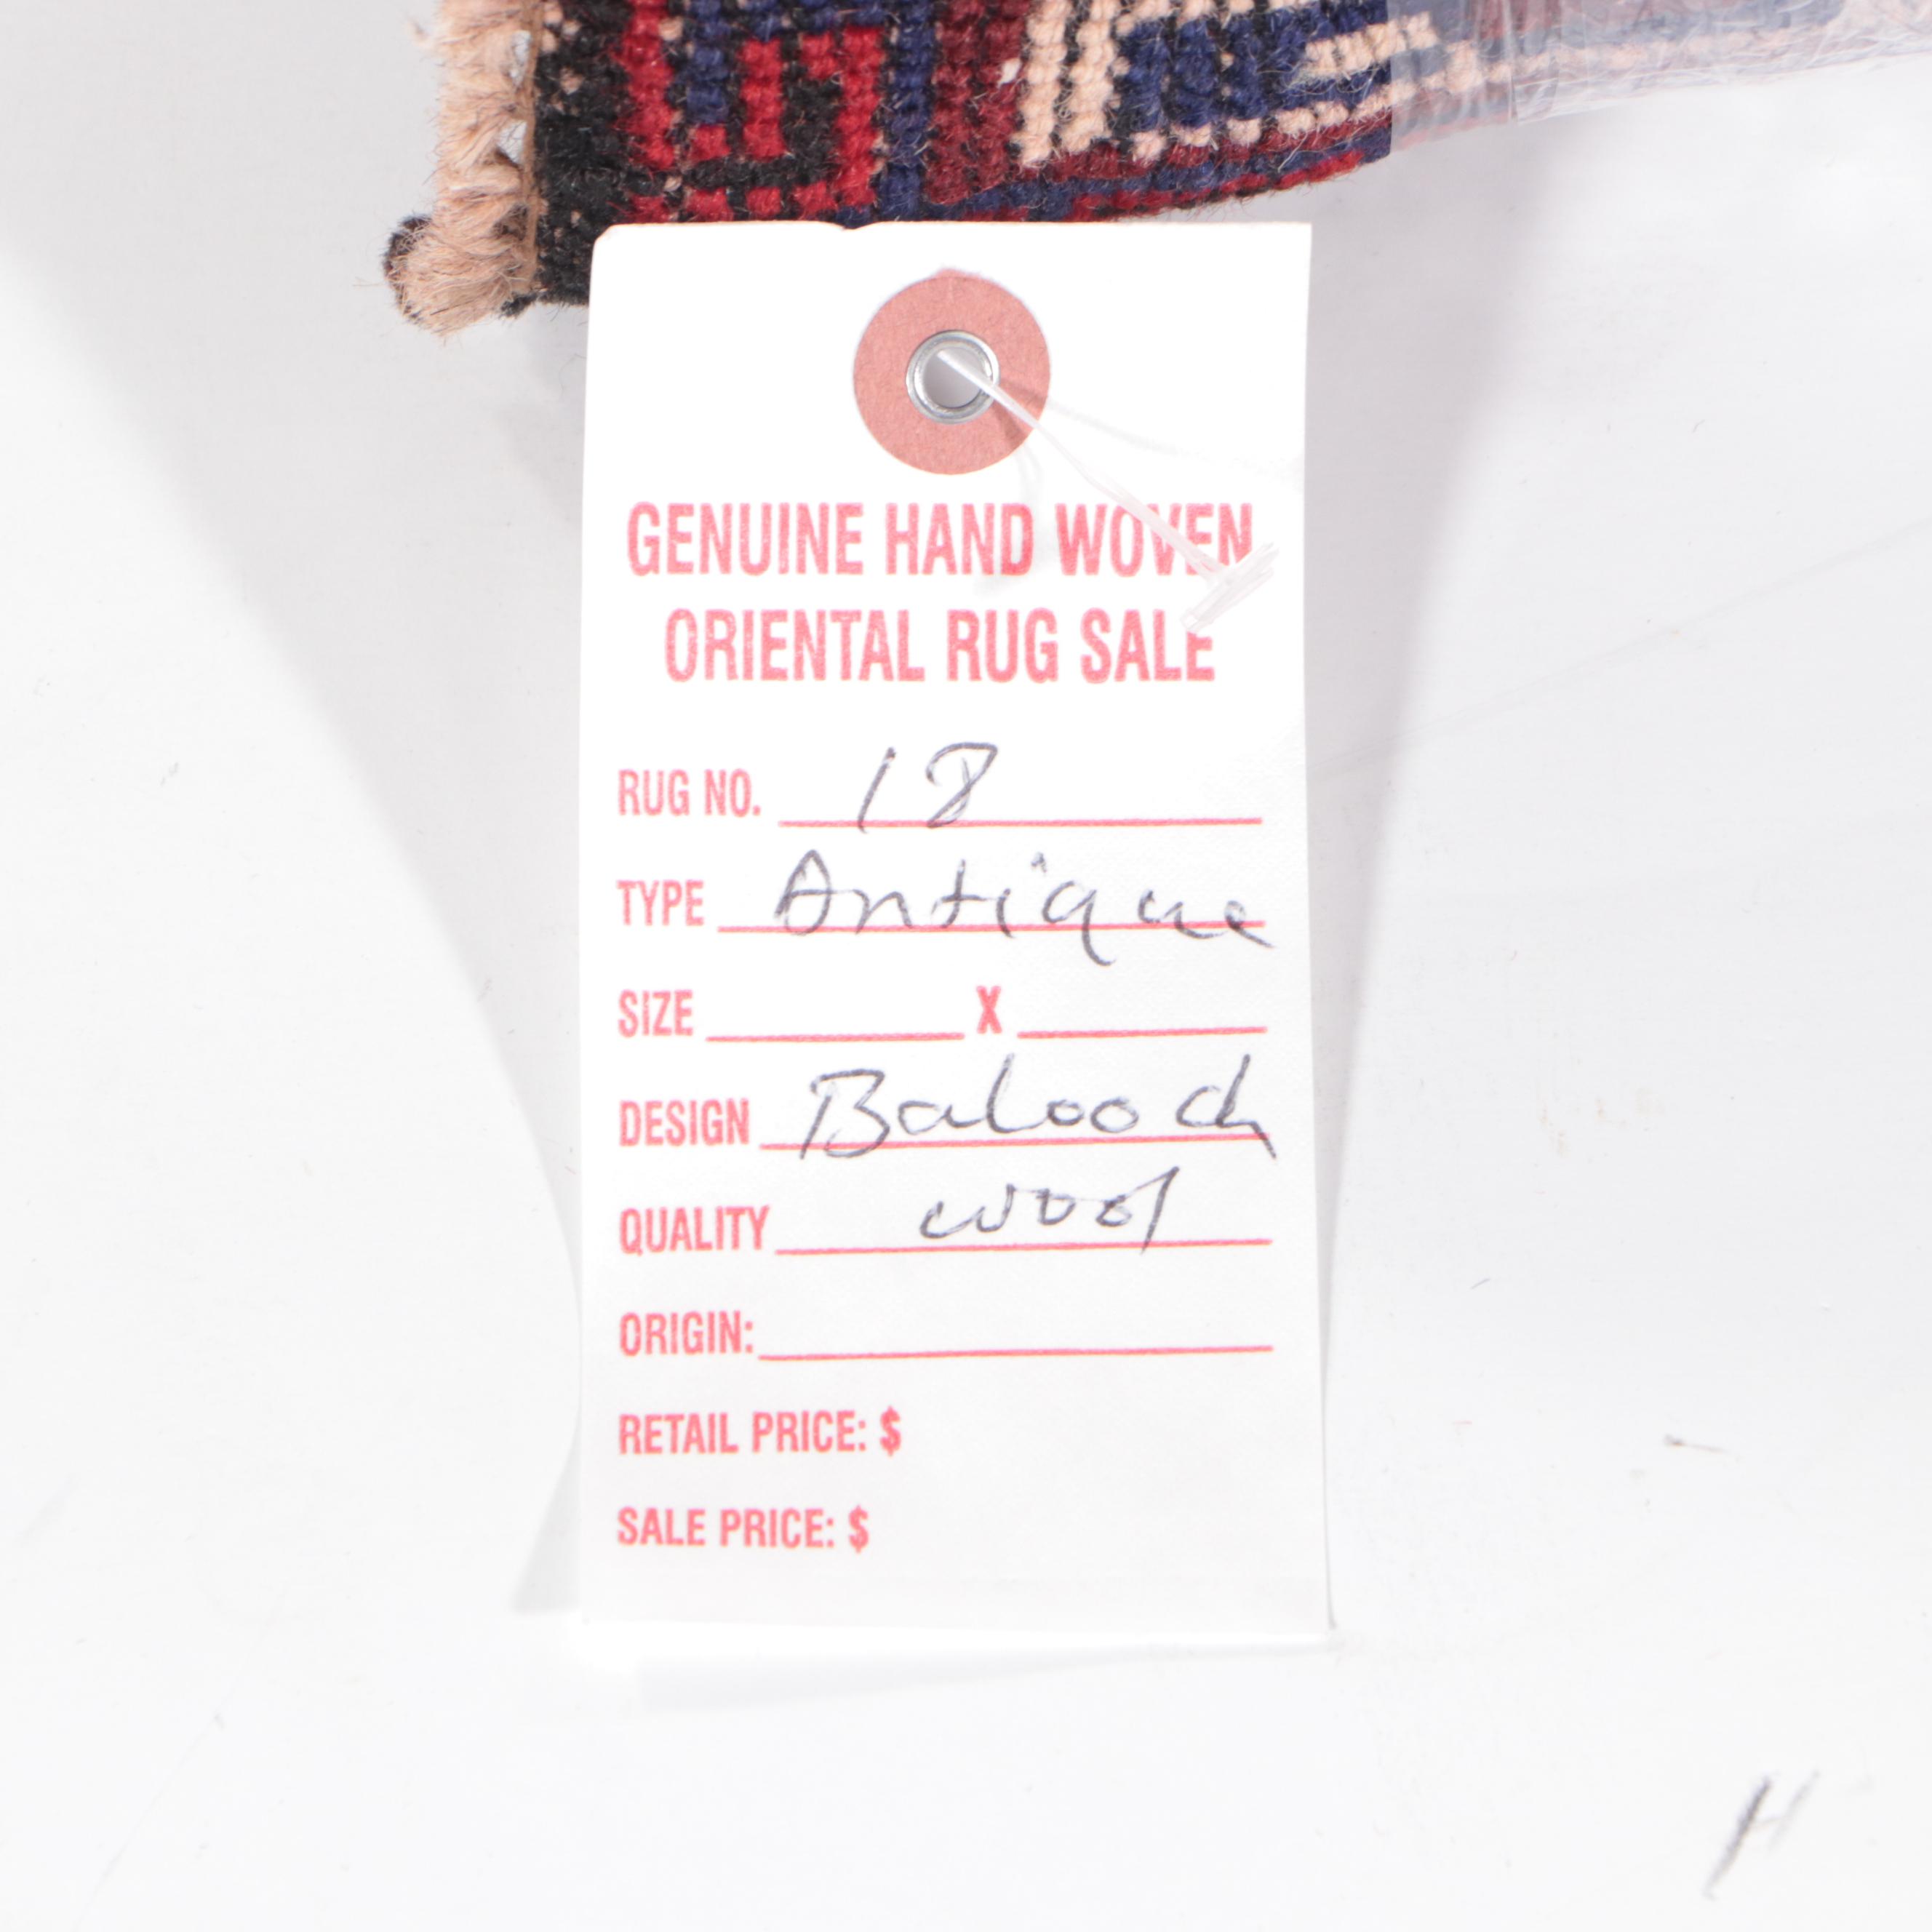 GENUINE HAND WOVEN
ORIENTAL RUG SALE
RUG NO. 18
TYPE Antique
SIZE X
DESIGN Balooch
QUALITY wool
ORIGIN:
RETAIL PRICE: $
SALE PRICE: $